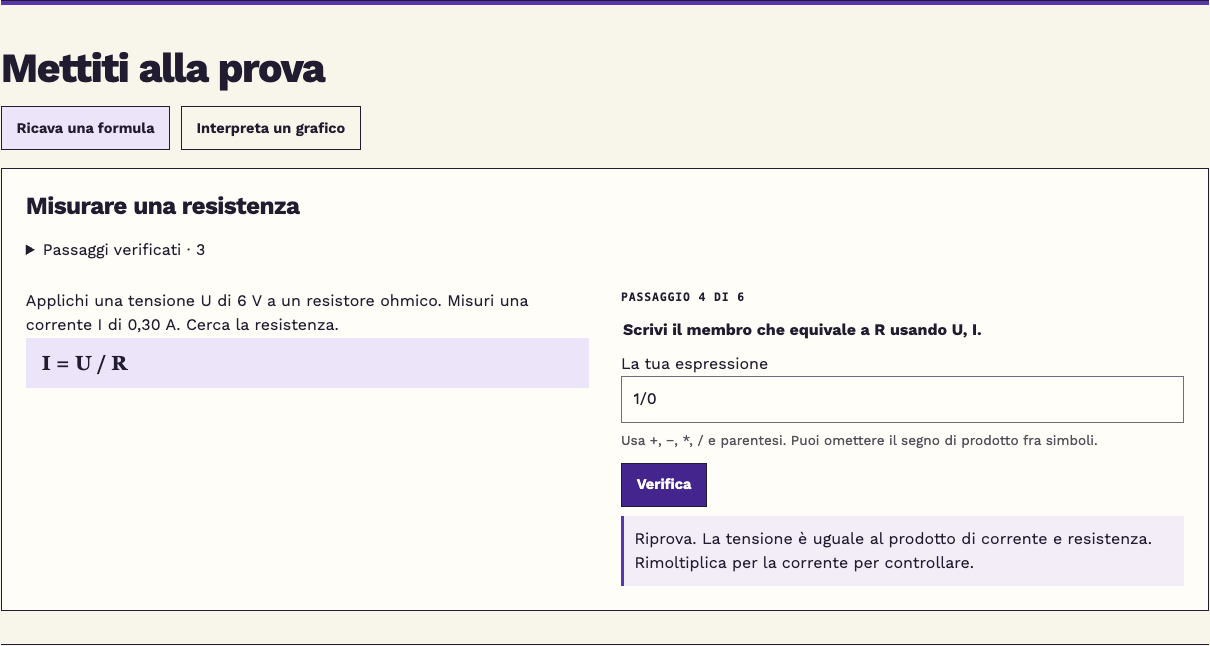 Mettiti alla prova
Ricava una formula
Interpreta un grafico
Misurare una resistenza
▶ Passaggi verificati · 3
Applichi una tensione U di 6 V a un resistore ohmico. Misuri una
corrente I di 0,30 A. Cerca la resistenza.
I = U / R
PASSAGGIO 4 DI 6
Scrivi il membro che equivale a R usando U, I.
La tua espressione
1/0
Usa +, −, *, / e parentesi. Puoi omettere il segno di prodotto fra simboli.
Verifica
Riprova. La tensione è uguale al prodotto di corrente e resistenza.
Rimoltiplica per la corrente per controllare.